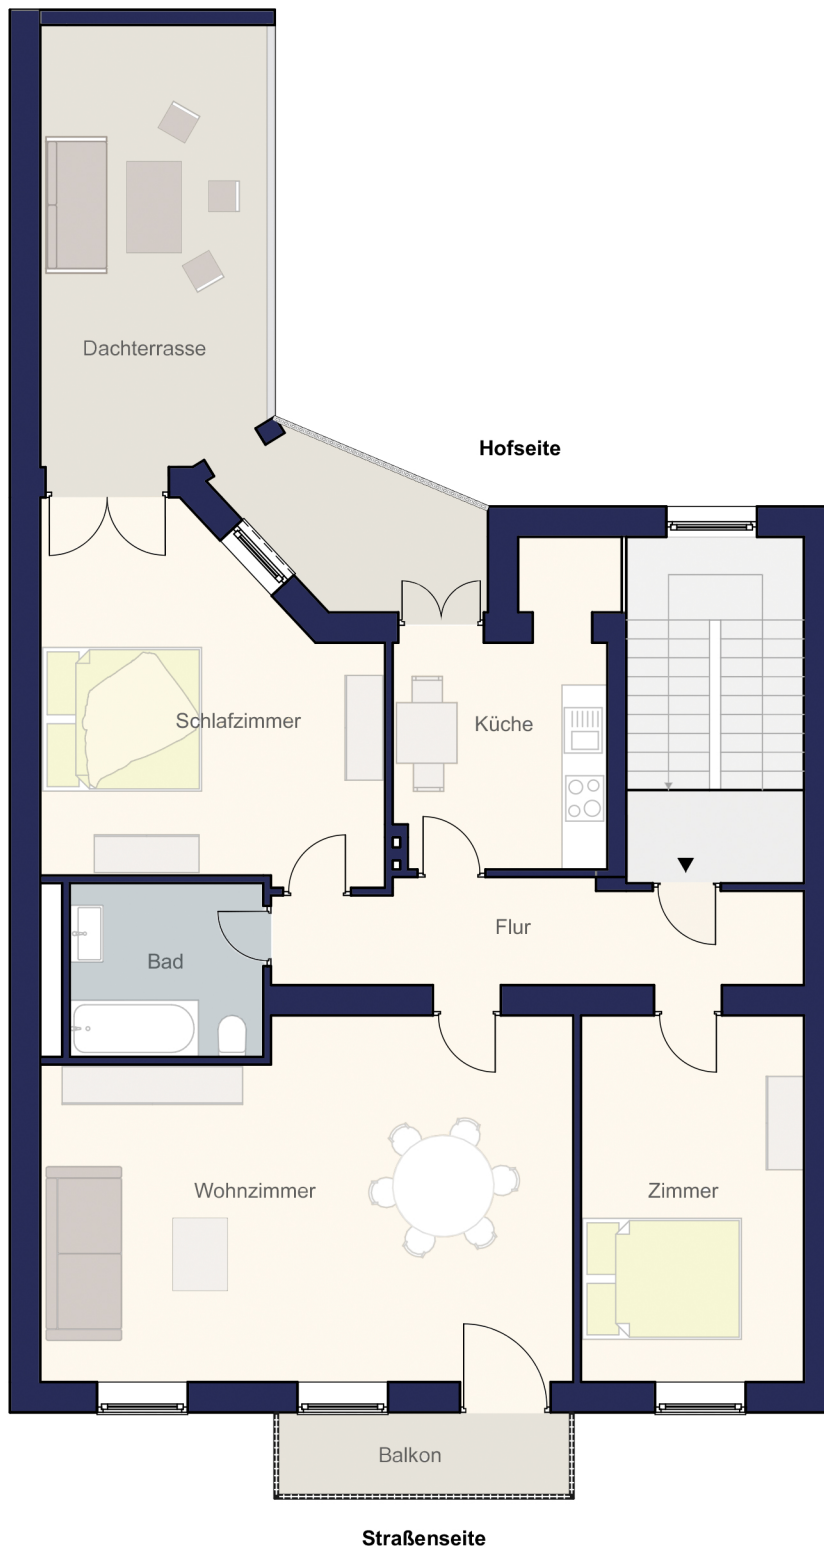 Dachterrasse
Hofseite
Schlafzimmer
Küche
Flur
Bad
Wohnzimmer
Zimmer
Balkon
Straßenseite